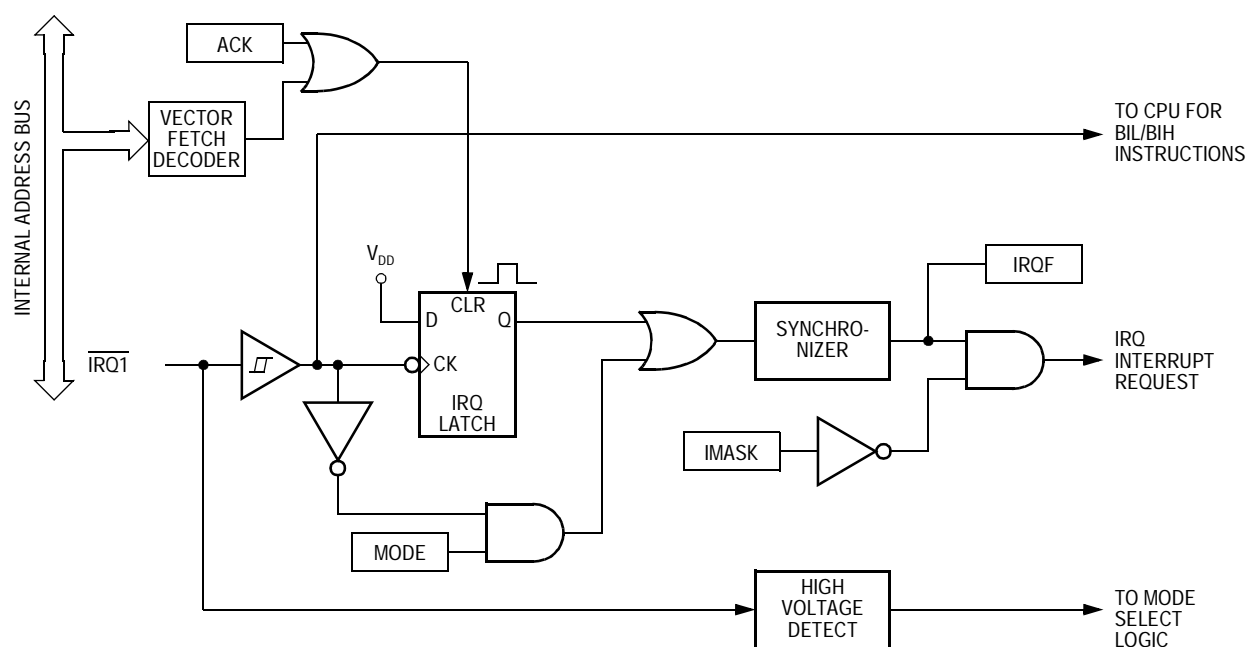 INTERNAL ADDRESS BUS
ACK
VECTOR
FETCH
DECODER
TO CPU FOR
BIL/BIH
INSTRUCTIONS
VDD
CLR
D
Q
CK
IRQ
LATCH
IRQ1
SYNCHRO-
NIZER
IRQF
IRQ
INTERRUPT
REQUEST
IMASK
MODE
HIGH
VOLTAGE
DETECT
TO MODE
SELECT
LOGIC